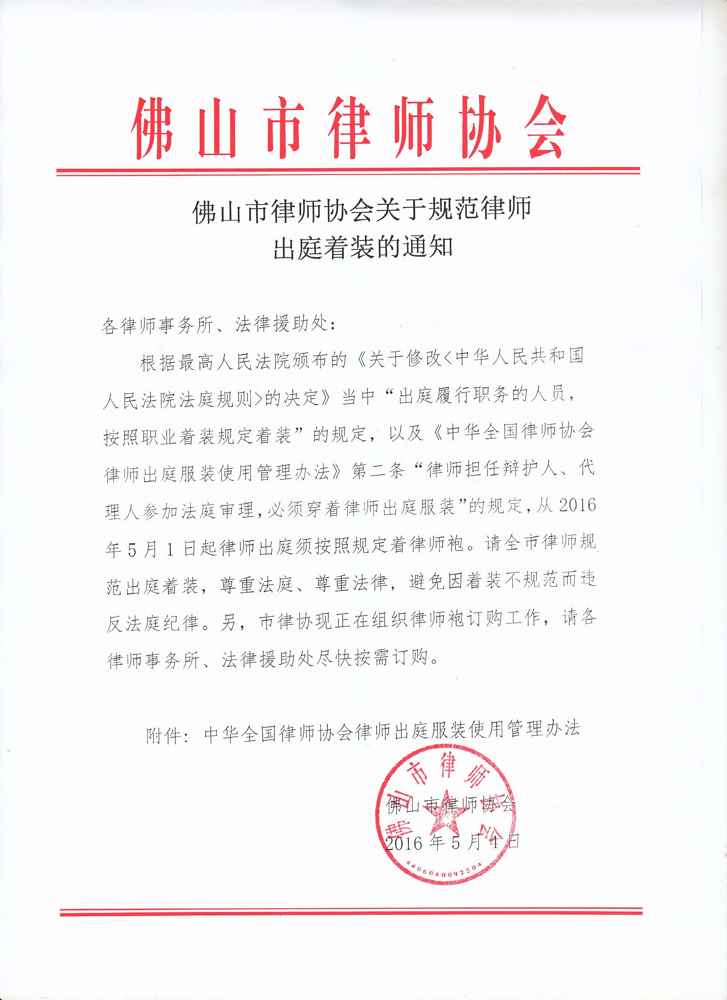 佛山市律师协会
佛山市律师协会关于规范律师
出庭着装的通知
各律师事务所、法律援助处：
根据最高人民法院颁布的《关于修改<中华人民共和国
人民法院法庭规则>的决定》当中“出庭履行职务的人员，
按照职业着装规定着装”的规定，以及《中华全国律师协会
律师出庭服装使用管理办法》第二条“律师担任辩护人、代
理人参加法庭审理，必须穿着律师出庭服装”的规定，从 2016
年 5 月 1 日起律师出庭须按照规定着律师袍。请全市律师规
范出庭着装，尊重法庭、尊重法律，避免因着装不规范而违
反法庭纪律。另，市律协现正在组织律师袍订购工作，请各
律师事务所、法律援助处尽快按需订购。
附件：中华全国律师协会律师出庭服装使用管理办法
佛山市律师协会
佛山市律师协会
2016 年 5 月 4 日
4406040092504